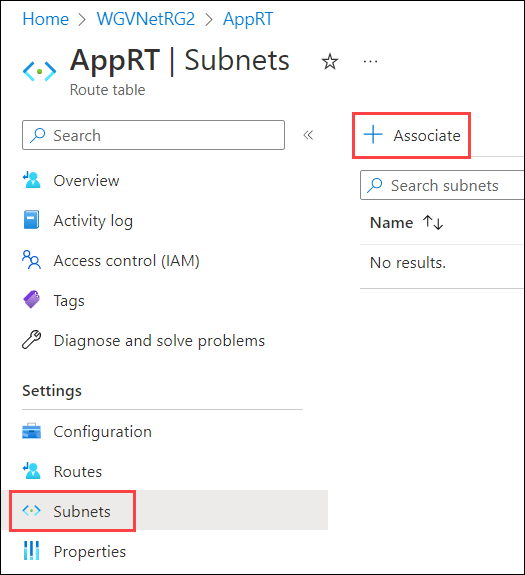 Home > WGVNetRG2 > AppRT
AppRT | Subnets ☆ ...
Route table
Search «
Overview
Activity log
Access control (IAM)
Tags
Diagnose and solve problems
Settings
Configuration
Routes
Subnets
Properties
+ Associate
Search subnets
Name ↑↓
No results.